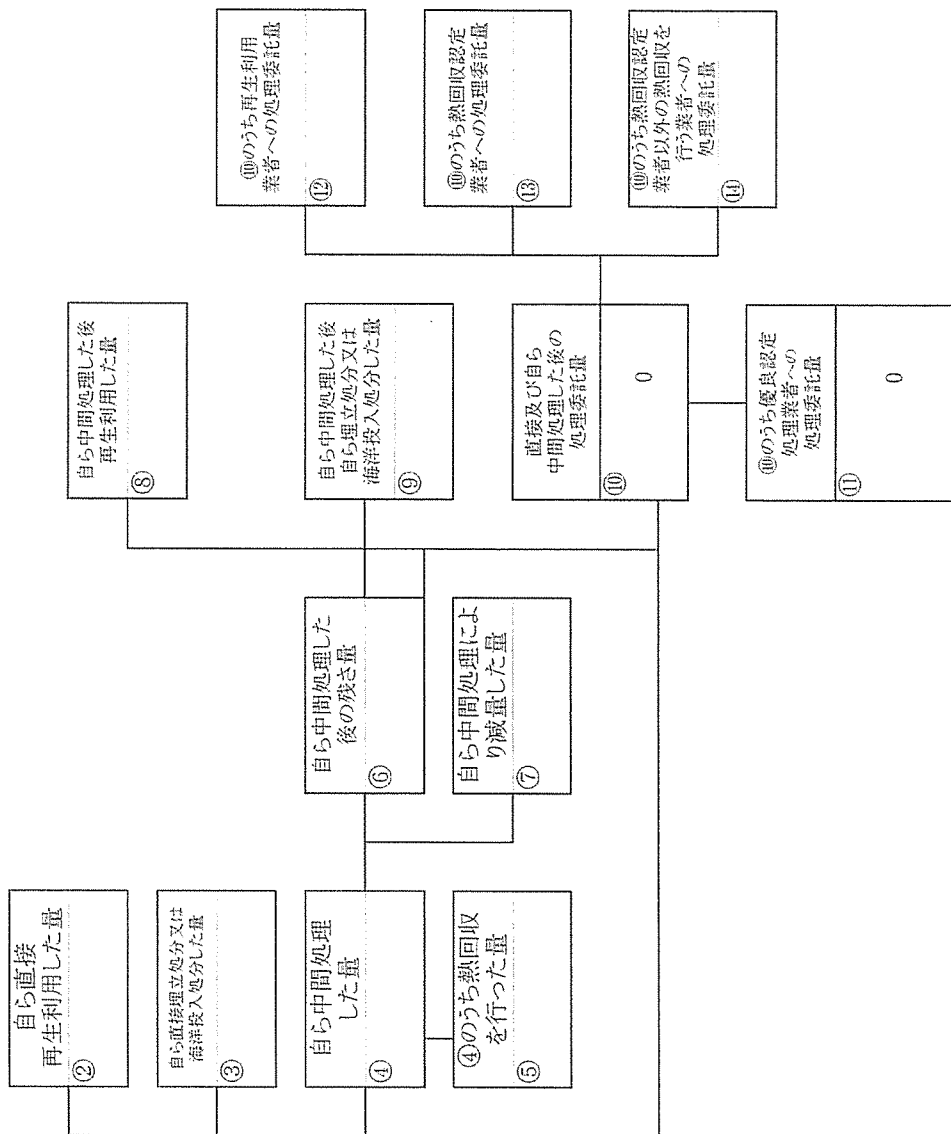 自ら直接
再生利用した量
②
自ら直接埋立処分又は
海洋投入処分した量
③
自ら中間処理
した量
④
④のうち熱回収
を行った量
⑤
自ら中間処理した
後の残さ量
⑥
自ら中間処理によ
り減量した量
⑦
自ら中間処理した後
再生利用した量
⑧
自ら中間処理した後
自ら埋立処分又は
海洋投入処分した量
⑨
直接及び自ら
中間処理した後の
処理委託量
⑩
0
⑩のうち優良認定
処理業者への
処理委託量
⑪
0
⑩のうち再生利用
業者への処理委託量
⑫
⑩のうち熱回収認定
業者への処理委託量
⑬
⑩のうち熱回収認定
業者以外の熱回収を
行う業者への
処理委託量
⑭